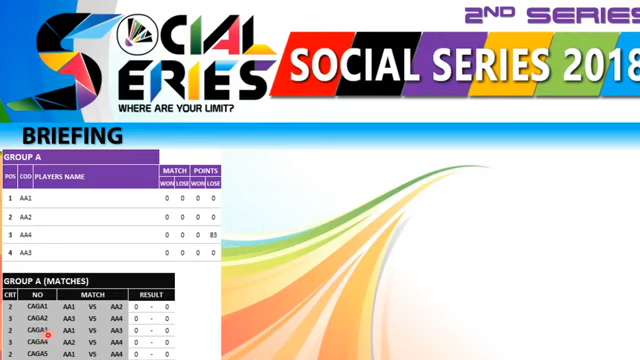 2ND SERIES
SOCIAL SERIES
SOCIAL SERIES 2018
WHERE ARE YOUR LIMIT?
BRIEFING
GROUP A
MATCH POINTS
POS COD PLAYERS NAME WON LOSE WON LOSE
1 AA1 0 0 0 0
2 AA2 0 0 0 0
3 AA4 0 0 0 83
4 AA3 0 0 0 0
GROUP A (MATCHES)
CRT NO MATCH RESULT
2 CAGA1 AA1 VS AA2 0 - 0
3 CAGA2 AA3 VS AA4 0 - 0
2 CAGA3 AA1 VS AA3 0 - 0
3 CAGA4 AA2 VS AA4 0 - 0
2 CAGA5 AA1 VS AA4 0 - 0